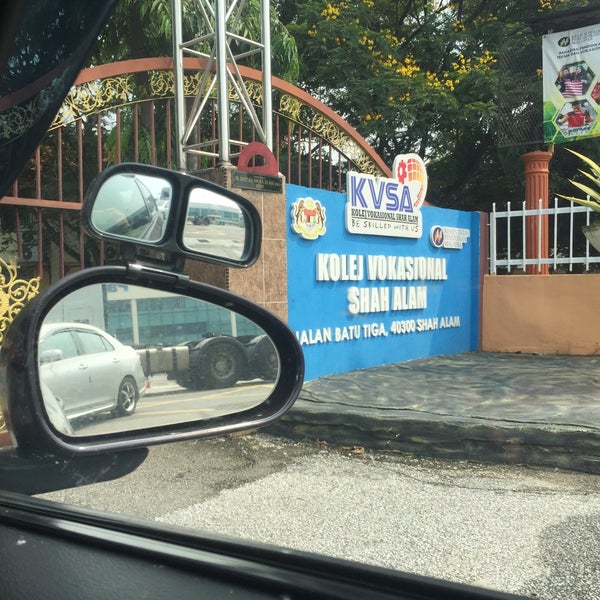 KVSA
KOLEJ VOKASIONAL SHAH ALAM
BE SKILLED WITH US
KOLEJ VOKASIONAL
SHAH ALAM
JALAN BATU TIGA, 40300 SHAH ALAM